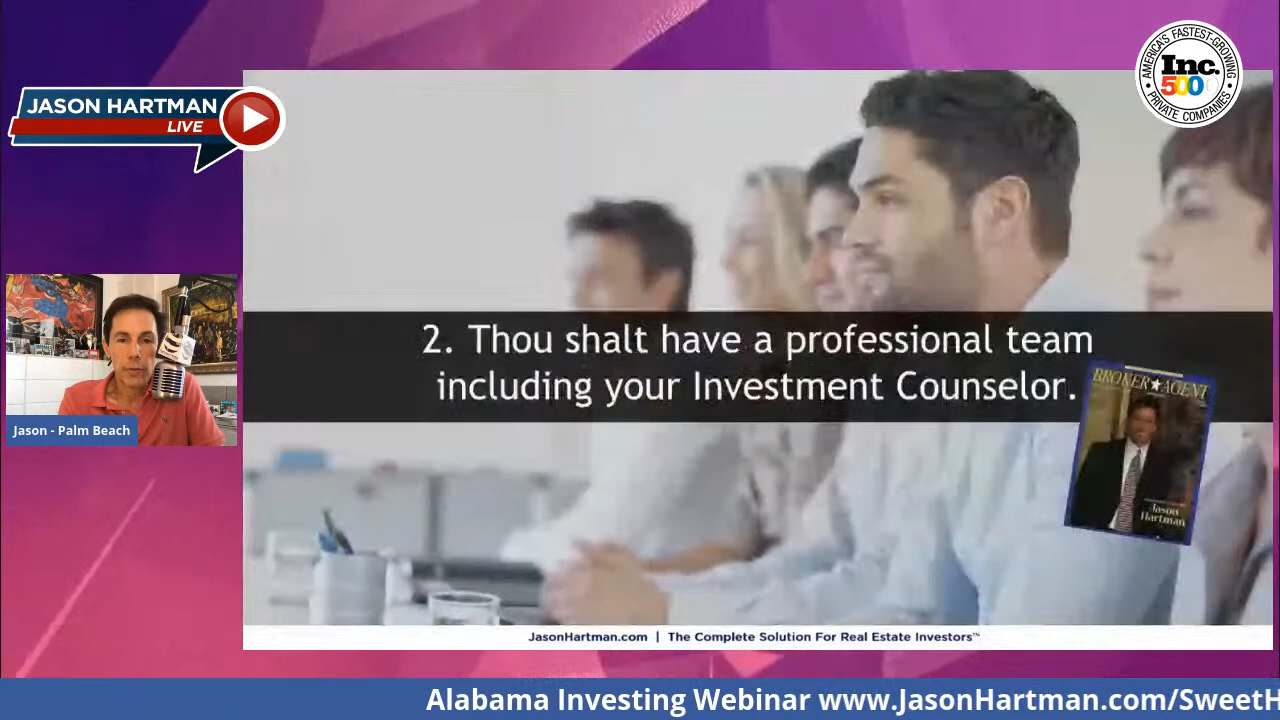 AMERICA'S FASTEST-GROWING
Inc.
500
PRIVATE COMPANIES
JASON HARTMAN
LIVE
2. Thou shalt have a professional team
including your Investment Counselor.
BROKER★AGENT
Jason
Hartman
Jason - Palm Beach
JasonHartman.com | The Complete Solution For Real Estate Investors™
Alabama Investing Webinar www.JasonHartman.com/SweetH